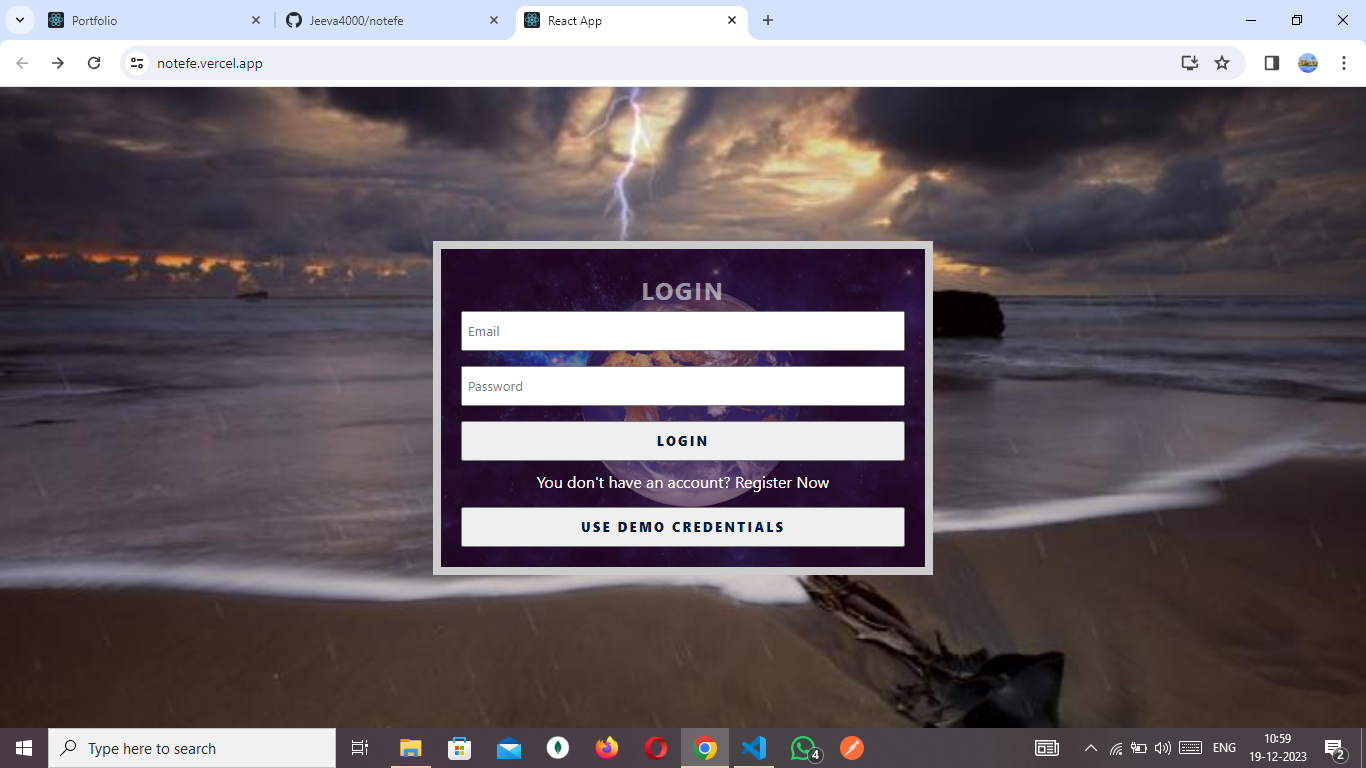 Portfolio
Jeeva4000/notefe
React App
notefe.vercel.app
LOGIN
Email
Password
LOGIN
You don't have an account? Register Now
USE DEMO CREDENTIALS
Type here to search
4
ENG
10:59
19-12-2023
2